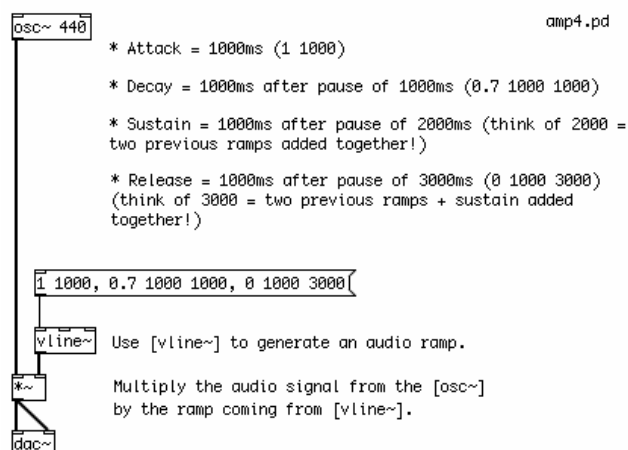 osc~ 440
amp4.pd
* Attack = 1000ms (1 1000)
* Decay = 1000ms after pause of 1000ms (0.7 1000 1000)
* Sustain = 1000ms after pause of 2000ms (think of 2000 =
two previous ramps added together!)
* Release = 1000ms after pause of 3000ms (0 1000 3000)
(think of 3000 = two previous ramps + sustain added
together!)
1 1000, 0.7 1000 1000, 0 1000 3000
vline~
Use [vline~] to generate an audio ramp.
*~
Multiply the audio signal from the [osc~]
by the ramp coming from [vline~].
dac~